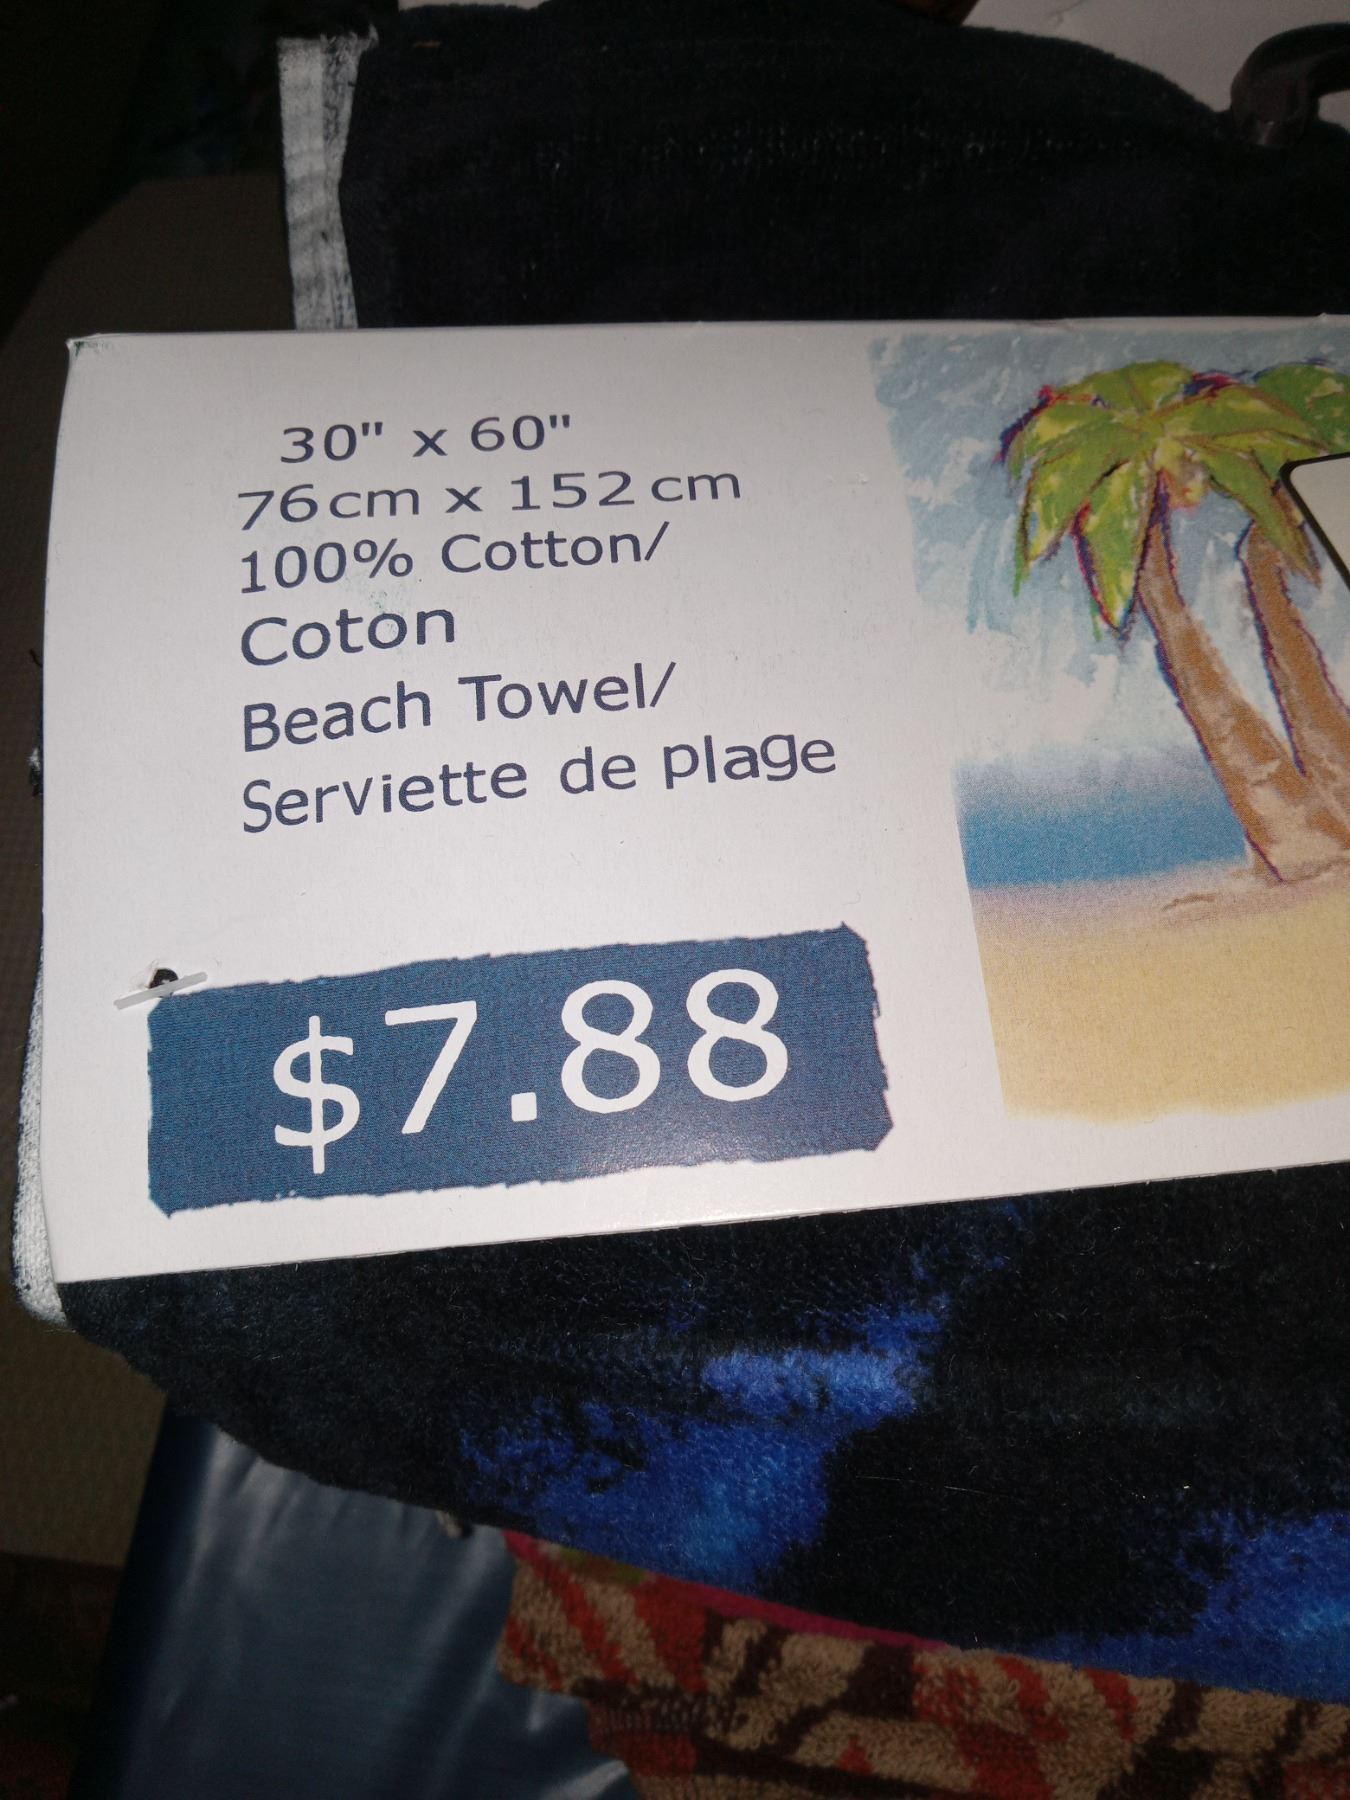 30" x 60"
76cm x 152cm
100% Cotton/
Coton
Beach Towel/
Serviette de plage
$7.88